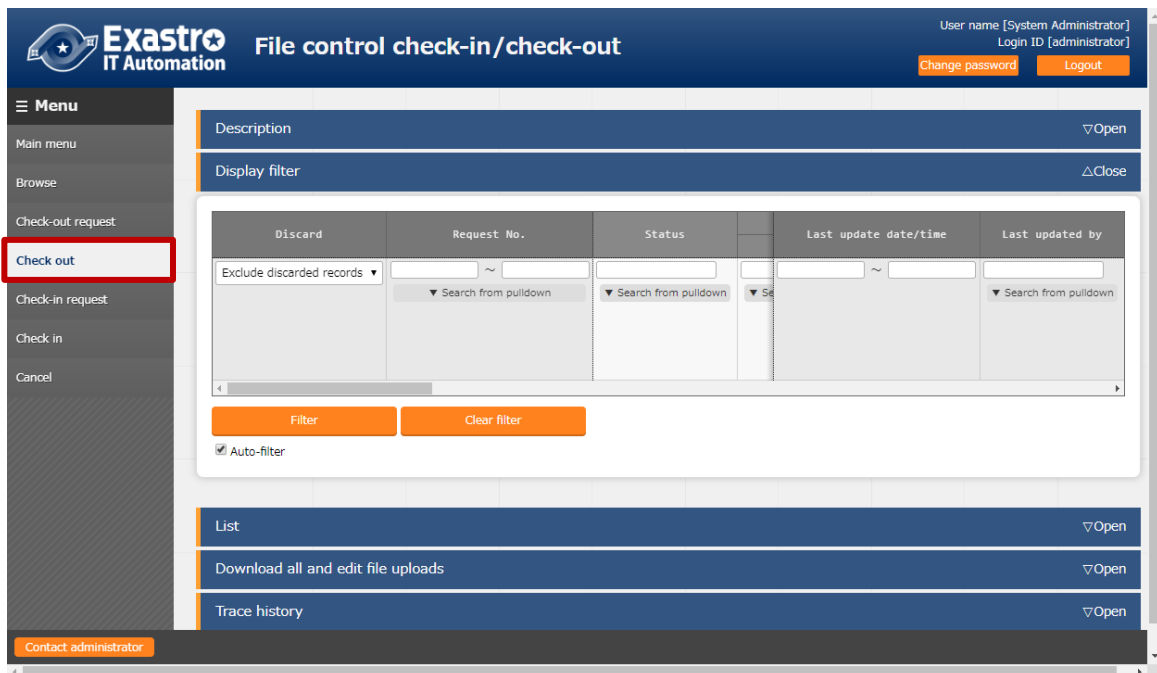 Exastro
IT Automation
File control check-in/check-out
User name [System Administrator]
Login ID [administrator]
Change password
Logout
☰ Menu
Main menu
Browse
Check-out request
Check out
Check-in request
Check in
Cancel
Description
▽Open
Display filter
△Close
Discard
Request No.
Status
Last update date/time
Last updated by
Exclude discarded records ▼
~
~
▼ Search from pulldown
▼ Search from pulldown
▼ Se
▼ Search from pulldown
Filter
Clear filter
Auto-filter
List
▽Open
Download all and edit file uploads
▽Open
Trace history
▽Open
Contact administrator